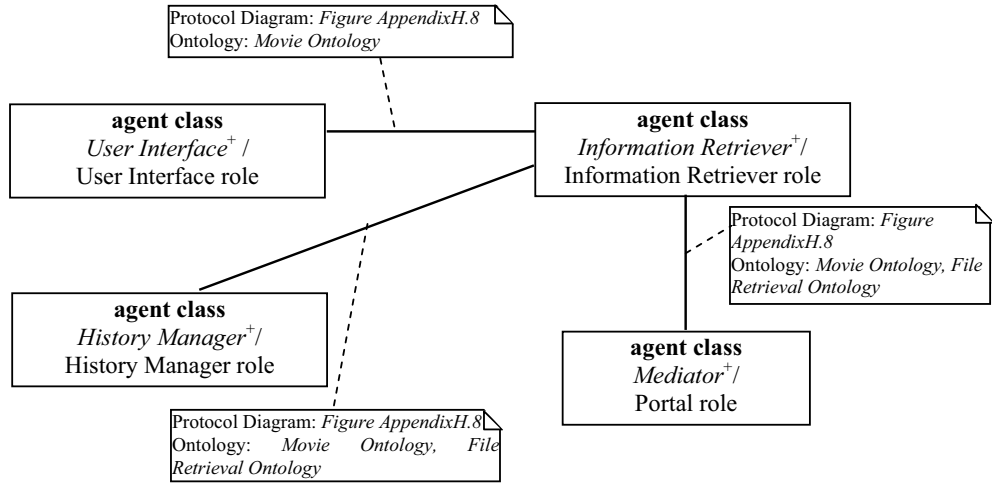 Protocol Diagram: Figure AppendixH.8
Ontology: Movie Ontology
agent class
User Interface+ /
User Interface role
agent class
Information Retriever+/
Information Retriever role
Protocol Diagram: Figure
AppendixH.8
Ontology: Movie Ontology, File
Retrieval Ontology
agent class
History Manager+/
History Manager role
agent class
Mediator+/
Portal role
Protocol Diagram: Figure AppendixH.8
Ontology: Movie Ontology, File
Retrieval Ontology